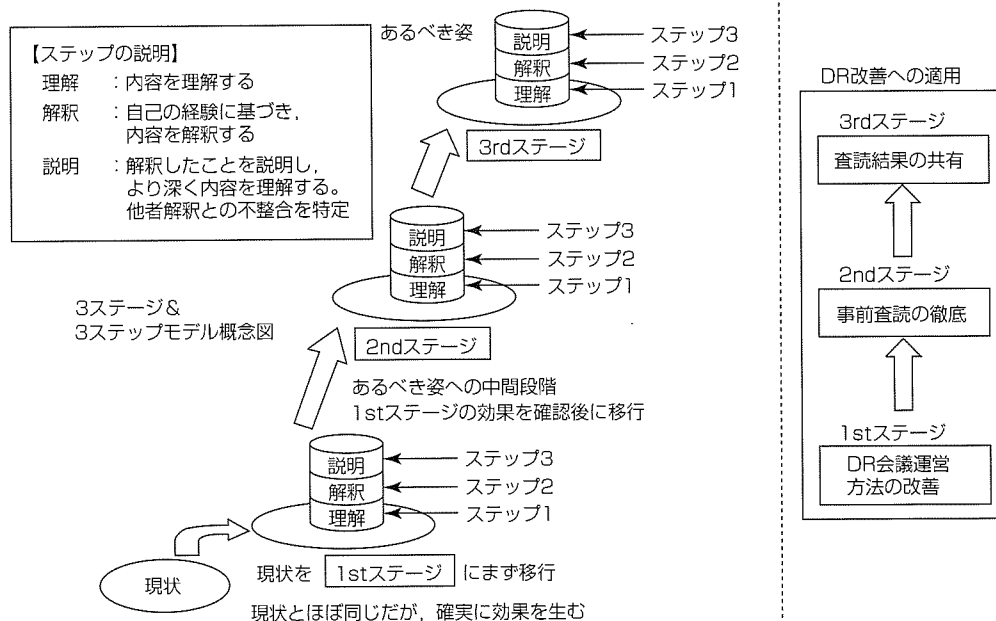 【ステップの説明】
理解 :内容を理解する
解釈 :自己の経験に基づき,
内容を解釈する
説明 :解釈したことを説明し,
より深く内容を理解する。
他者解釈との不整合を特定
あるべき姿
説明
解釈
理解
ステップ3
ステップ2
ステップ1
3rdステージ
説明
解釈
理解
ステップ3
ステップ2
ステップ1
3ステージ&
3ステップモデル概念図
2ndステージ
あるべき姿への中間段階
1stステージの効果を確認後に移行
説明
解釈
理解
ステップ3
ステップ2
ステップ1
現状
現状を 1stステージ にまず移行
現状とほぼ同じだが,確実に効果を生む
DR改善への適用
3rdステージ
査読結果の共有
2ndステージ
事前査読の徹底
1stステージ
DR会議運営
方法の改善